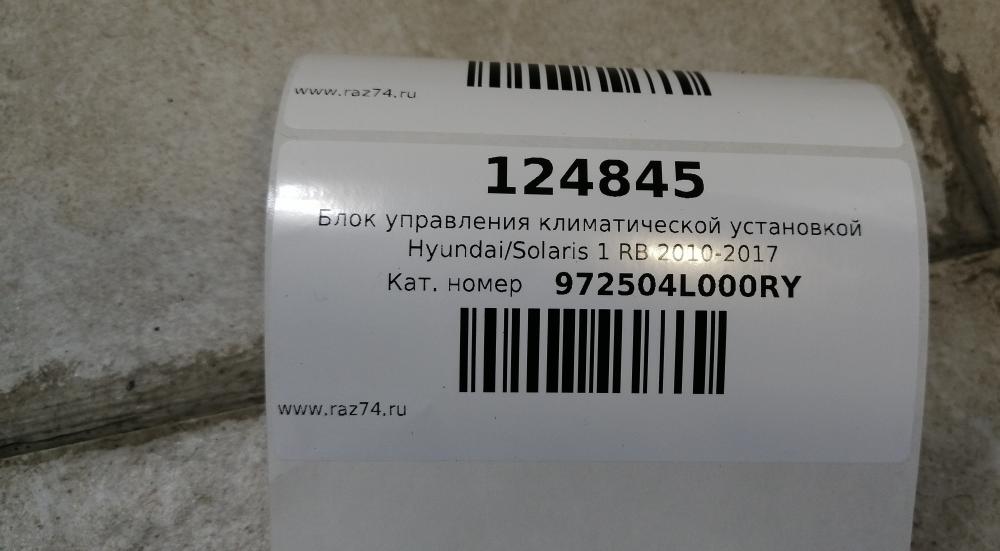 www.raz74.ru
124845
Блок управления климатической установкой
Hyundai/Solaris 1 RB 2010-2017
Кат. номер 972504L000RY
www.raz74.ru